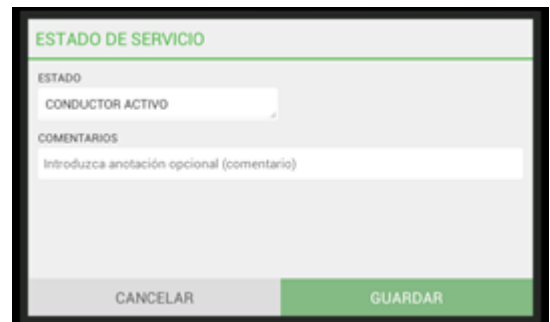 ESTADO DE SERVICIO
ESTADO
CONDUCTOR ACTIVO
COMENTARIOS
Introduzca anotación opcional (comentario)
CANCELAR GUARDAR